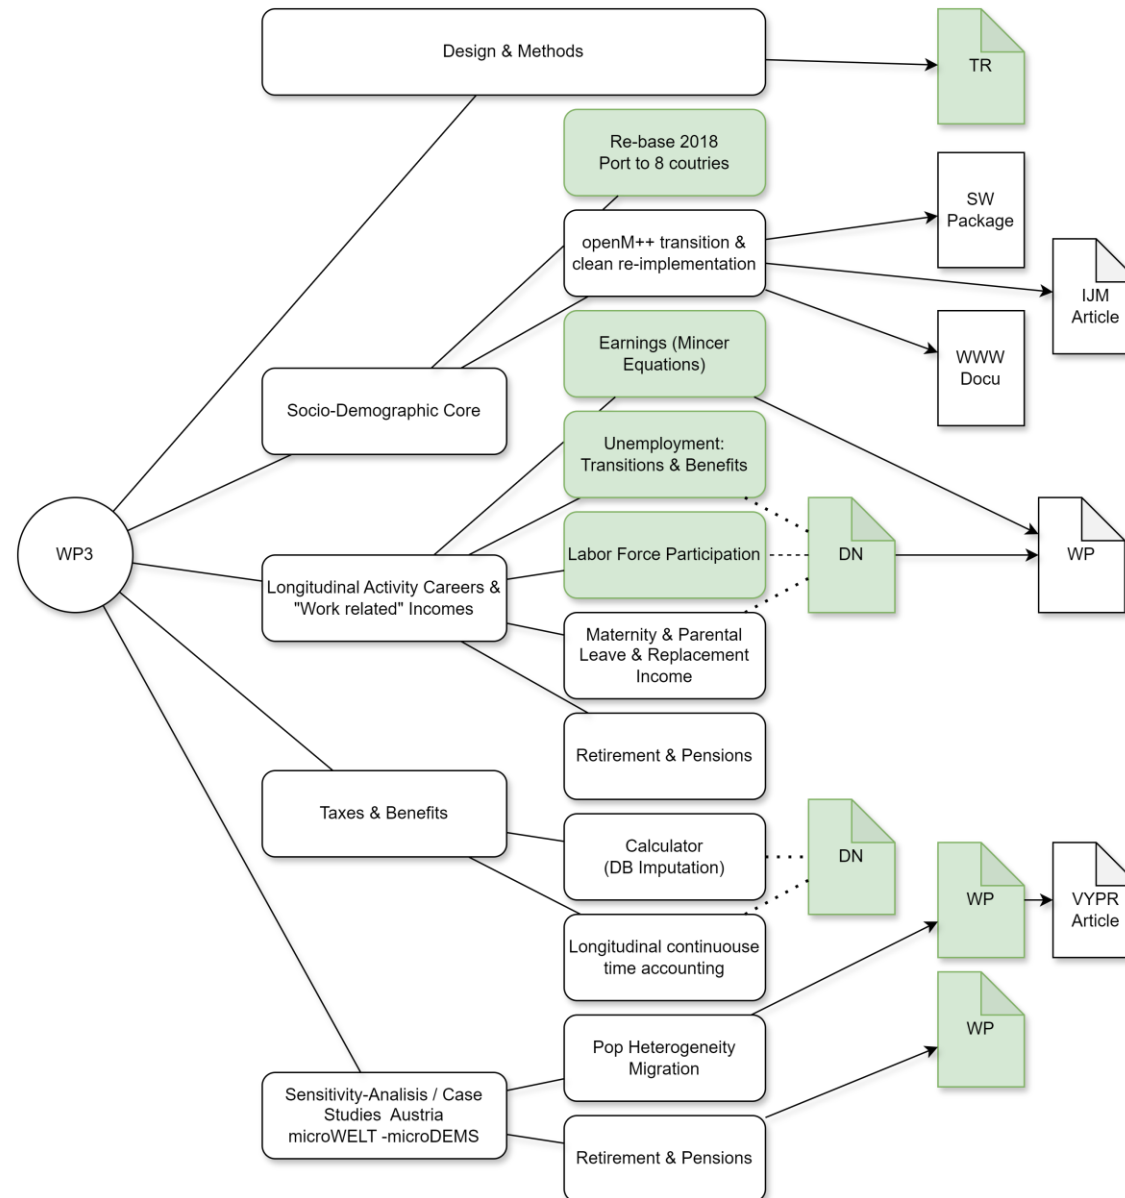 Design & Methods
TR
Re-base 2018
Port to 8 coutries
SW
Package
openM++ transition &
clean re-implementation
IJM
Article
Earnings (Mincer
Equations)
WWW
Docu
Socio-Demographic Core
Unemployment:
Transitions & Benefits
WP3
Labor Force Participation
DN
WP
Longitudinal Activity Careers &
"Work related" Incomes
Maternity & Parental
Leave & Replacement
Income
Retirement & Pensions
Taxes & Benefits
Calculator
(DB Imputation)
DN
WP
VYPR
Article
Longitudinal continuouse
time accounting
WP
Pop Heterogeneity
Migration
Sensitivity-Analisis / Case
Studies Austria
microWELT -microDEMS
Retirement & Pensions